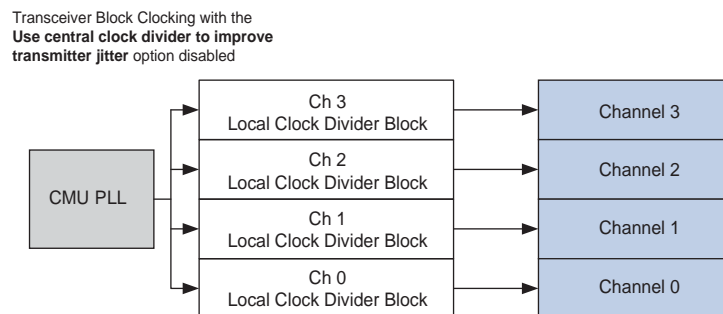 Transceiver Block Clocking with the
Use central clock divider to improve
transmitter jitter option disabled
Ch 3
Local Clock Divider Block
Channel 3
Ch 2
Local Clock Divider Block
Channel 2
CMU PLL
Ch 1
Local Clock Divider Block
Channel 1
Ch 0
Local Clock Divider Block
Channel 0